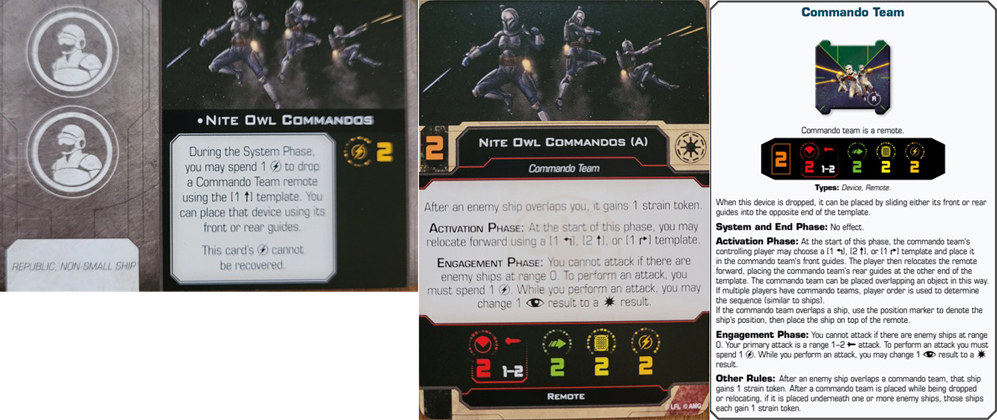 •Nite Owl Commandos
During the System Phase,
you may spend 1 to drop
a Commando Team remote
using the [1 ] template. You
can place that device using its
front or rear guides.
This card's cannot
be recovered.
2
REPUBLIC, NON-SMALL SHIP
2
Nite Owl Commandos (A)
Commando Team
After an enemy ship overlaps you, it gains 1 strain token.
Activation Phase: At the start of this phase, you may
relocate forward using a [1 ], [2 ], or [1 ] template.
Engagement Phase: You cannot attack if there are
enemy ships at range 0. To perform an attack, you
must spend 1 . While you perform an attack, you may
change 1 result to a result.
2 1–2 2 2 2
Remote
LFL © AMG
Commando Team
Commando team is a remote.
2 2 1–2 2 2 2
Types: Device, Remote.
When this device is dropped, it can be placed by sliding either its front or rear
guides into the opposite end of the template.
System and End Phase: No effect.
Activation Phase: At the start of this phase, the commando team's
controlling player may choose a [1 ], [2 ], or [1 ] template and place it
in the commando team's front guides. The player then relocates the remote
forward, placing the commando team's rear guides at the other end of the
template. The commando team can be placed overlapping an object in this way.
If multiple players have commando teams, player order is used to determine
the sequence (similar to ships).
If the commando team overlaps a ship, use the position marker to denote the
ship's position, then place the ship on top of the remote.
Engagement Phase: You cannot attack if there are enemy ships at range
0. Your primary attack is a range 1–2 attack. To perform an attack you must
spend 1 . While you perform an attack, you may change 1 result to a
result.
Other Rules: After an enemy ship overlaps a commando team, that ship
gains 1 strain token. After a commando team is placed while being dropped
or relocating, if it is placed underneath one or more enemy ships, those ships
each gain 1 strain token.